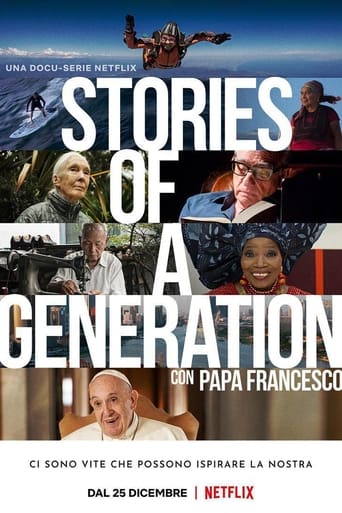 UNA DOCU-SERIE NETFLIX
STORIES
OF
A
GENERATION
CON PAPA FRANCESCO
CI SONO VITE CHE POSSONO ISPIRARE LA NOSTRA
DAL 25 DICEMBRE | NETFLIX